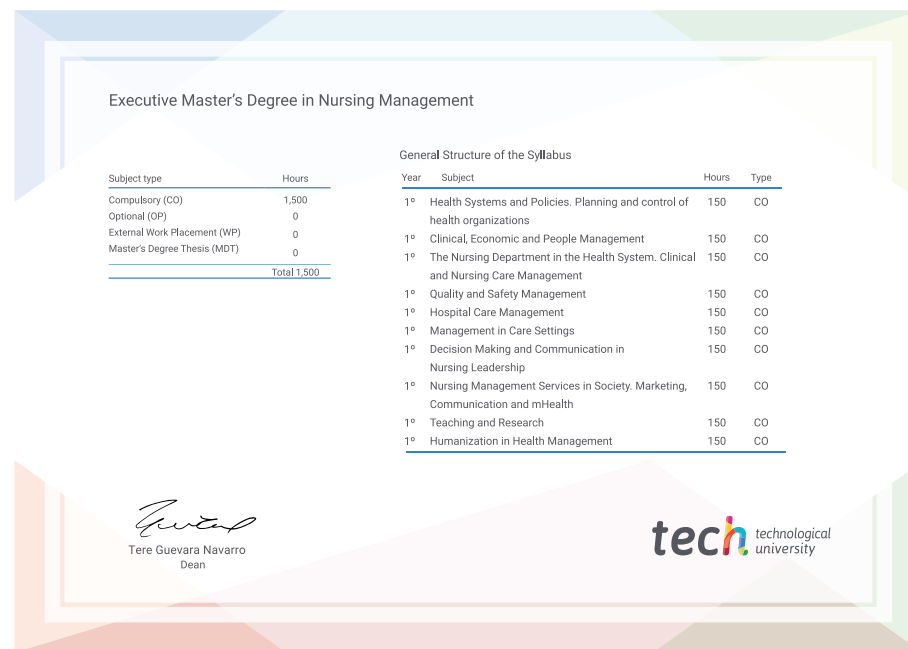 Executive Master's Degree in Nursing Management
Subject type Hours
Compulsory (CO) 1,500
Optional (OP) 0
External Work Placement (WP) 0
Master's Degree Thesis (MDT) 0
Total 1,500
General Structure of the Syllabus
Year Subject Hours Type
1º Health Systems and Policies. Planning and control of 150 CO
health organizations
1º Clinical, Economic and People Management 150 CO
1º The Nursing Department in the Health System. Clinical 150 CO
and Nursing Care Management
1º Quality and Safety Management 150 CO
1º Hospital Care Management 150 CO
1º Management in Care Settings 150 CO
1º Decision Making and Communication in 150 CO
Nursing Leadership
1º Nursing Management Services in Society. Marketing, 150 CO
Communication and mHealth
1º Teaching and Research 150 CO
1º Humanization in Health Management 150 CO
Tere Guevara Navarro
Dean
tech technological
university